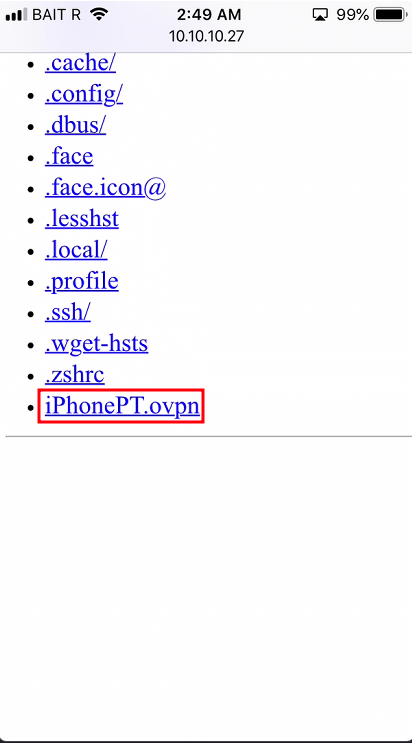 BAIT R 2:49 AM 99%
10.10.10.27
.cache/
.config/
.dbus/
.face
.face.icon@
.lesshst
.local/
.profile
.ssh/
.wget-hsts
.zshrc
iPhonePT.ovpn